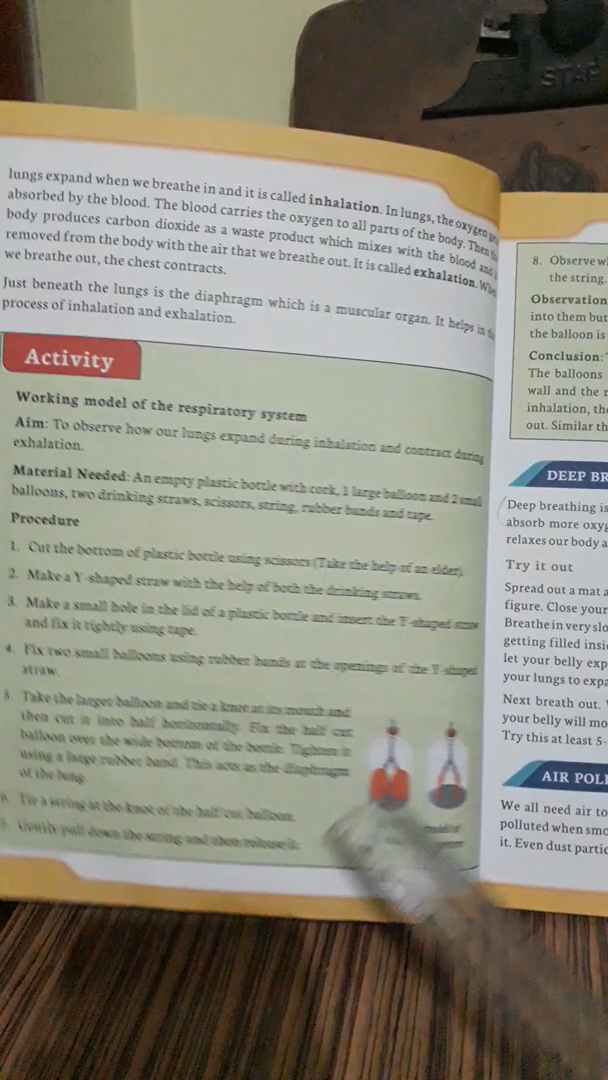 STAP
lungs expand when we breathe in and it is called inhalation. In lungs, the oxygen
absorbed by the blood. The blood carries the oxygen to all parts of the body. Then
body produces carbon dioxide as a waste product which mixes with the blood and
removed from the body with the air that we breathe out. It is called exhalation. When
we breathe out, the chest contracts.
Just beneath the lungs is the diaphragm which is a muscular organ. It helps in the
process of inhalation and exhalation.
Activity
Working model of the respiratory system
Aim: To observe how our lungs expand during inhalation and contract during
exhalation.
Material Needed: An empty plastic bottle with cork, 1 large balloon and 2 small
balloons, two drinking straws, scissors, string, rubber bands and tape.
Procedure
1. Cut the bottom of plastic bottle using scissors (Take the help of an elder).
2. Make a Y-shaped straw with the help of both the drinking straws.
3. Make a small hole in the lid of a plastic bottle and insert the Y-shaped straw
and fix it tightly using tape.
4. Fix two small balloons using rubber bands at the openings of the Y-shaped
straw.
5. Take the larger balloon and tie a knot at its mouth and
then cut it into half horizontally. Fix the half cut
balloon over the wide bottom of the bottle. Tighten it
using a large rubber band. This acts as the diaphragm
of the lung.
6. Tie a string at the knot of the half cut balloon.
7. Gently pull down the string and then release it.
8. Observe
the string.
Observation
into them but
the balloon is
Conclusion:
The balloons
wall and the
inhalation, the
out. Similar
DEEP BR
Deep breathing is
absorb more oxyg
relaxes our body a
Try it out
Spread out a mat a
figure. Close your
Breathe in very slo
getting filled insi
let your belly exp
your lungs to expa
Next breath out.
your belly will mo
Try this at least 5-
AIR POLL
We all need air to
polluted when smo
it. Even dust partic